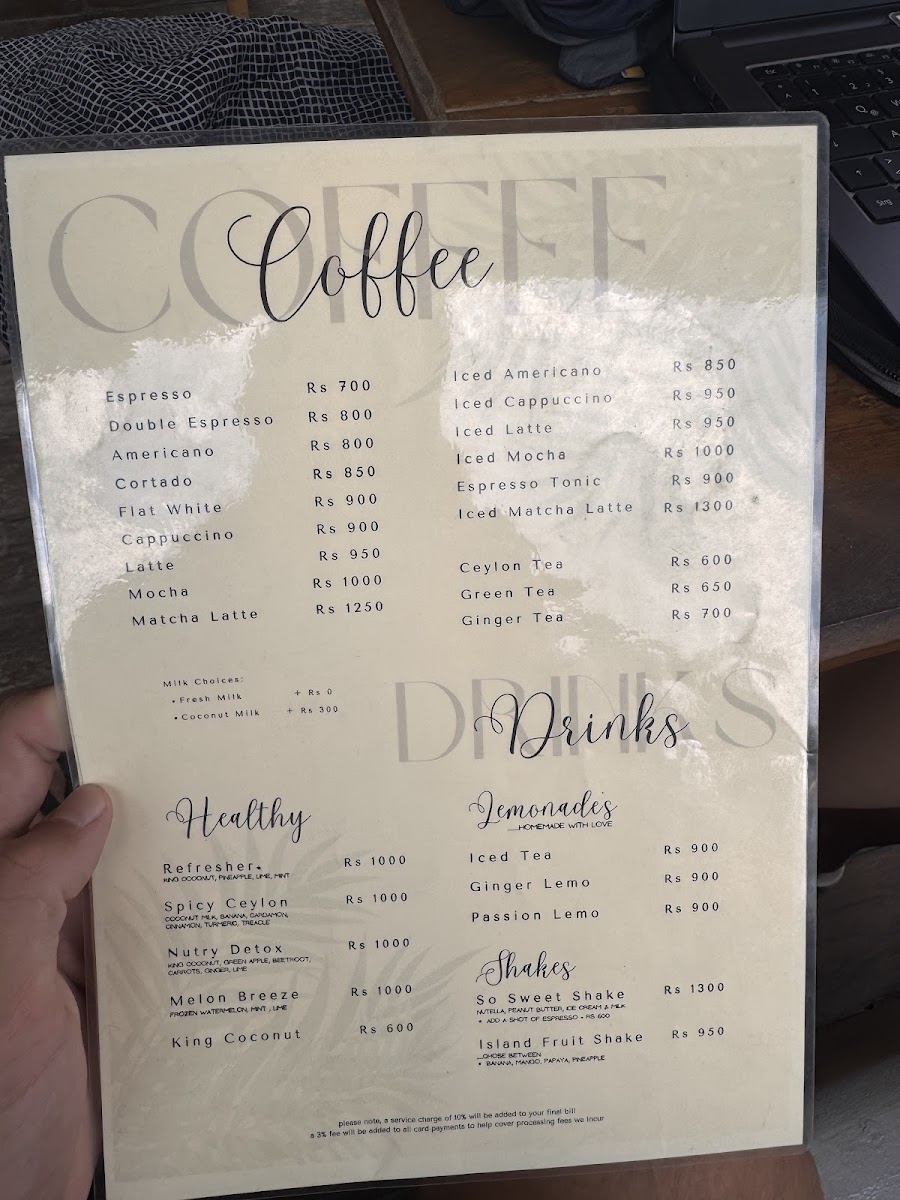 COFFEE
Coffee
Espresso Rs 700
Double Espresso Rs 800
Americano Rs 800
Cortado Rs 850
Flat White Rs 900
Cappuccino Rs 900
Latte Rs 950
Mocha Rs 1000
Matcha Latte Rs 1250
Iced Americano Rs 850
Iced Cappuccino Rs 950
Iced Latte Rs 950
Iced Mocha Rs 1000
Espresso Tonic Rs 900
Iced Matcha Latte Rs 1300
Ceylon Tea Rs 600
Green Tea Rs 650
Ginger Tea Rs 700
Milk Choices:
• Fresh Milk + Rs 0
• Coconut Milk + Rs 300
DRINKS
Drinks
Healthy
Refresher Rs 1000
KING COCONUT, PINEAPPLE, LIME, MINT
Spicy Ceylon Rs 1000
COCONUT MILK, BANANA, CARDAMON,
CINNAMON, TURMERIC, TREACLE
Nutry Detox Rs 1000
KING COCONUT, GREEN APPLE, BEETROOT,
CARROTS, GINGER, LIME
Melon Breeze Rs 1000
FROZEN WATERMELON, MINT , LIME
King Coconut Rs 600
Lemonade's
HOMEMADE WITH LOVE
Iced Tea Rs 900
Ginger Lemo Rs 900
Passion Lemo Rs 900
Shakes
So Sweet Shake Rs 1300
NUTELLA, PEANUT BUTTER, ICE CREAM & MILK
+ ADD A SHOT OF ESPRESSO + RS 600
Island Fruit Shake Rs 950
CHOSE BETWEEN
• BANANA, MANGO, PAPAYA, PINEAPPLE
please note, a service charge of 10% will be added to your final bill
a 3% fee will be added to all card payments to help cover processing fees we incur
Esc
Strg